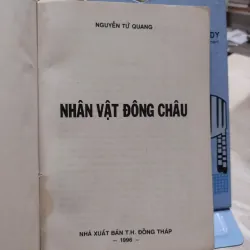 NGUYỄN TỬ QUANG
NHÂN VẬT ĐÔNG CHÂU
NHÀ XUẤT BẢN T.H. ĐỒNG THÁP
– 1996 –